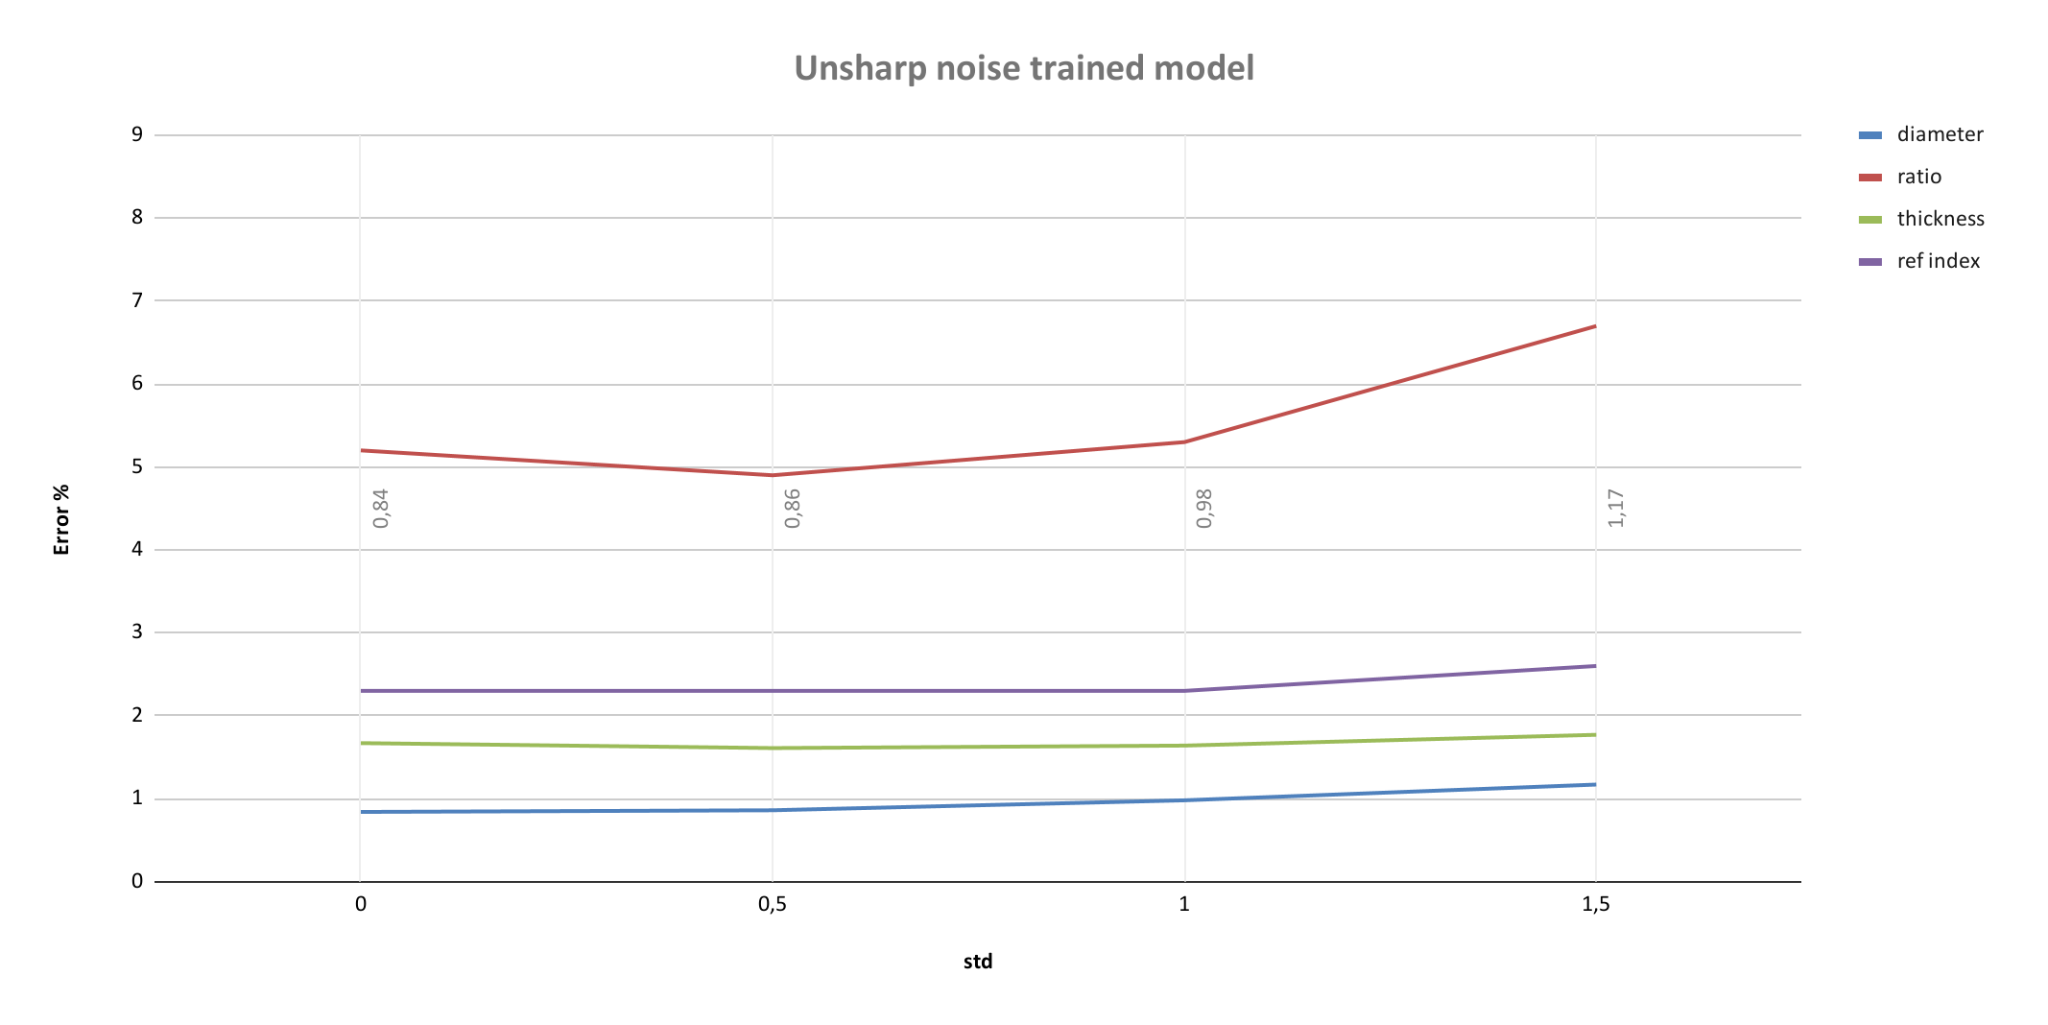 Unsharp noise trained model
9
8
7
6
5
4
3
2
1
0
Error %
0,84
0,86
0,98
1,17
0
0,5
1
1,5
std
diameter
ratio
thickness
ref index